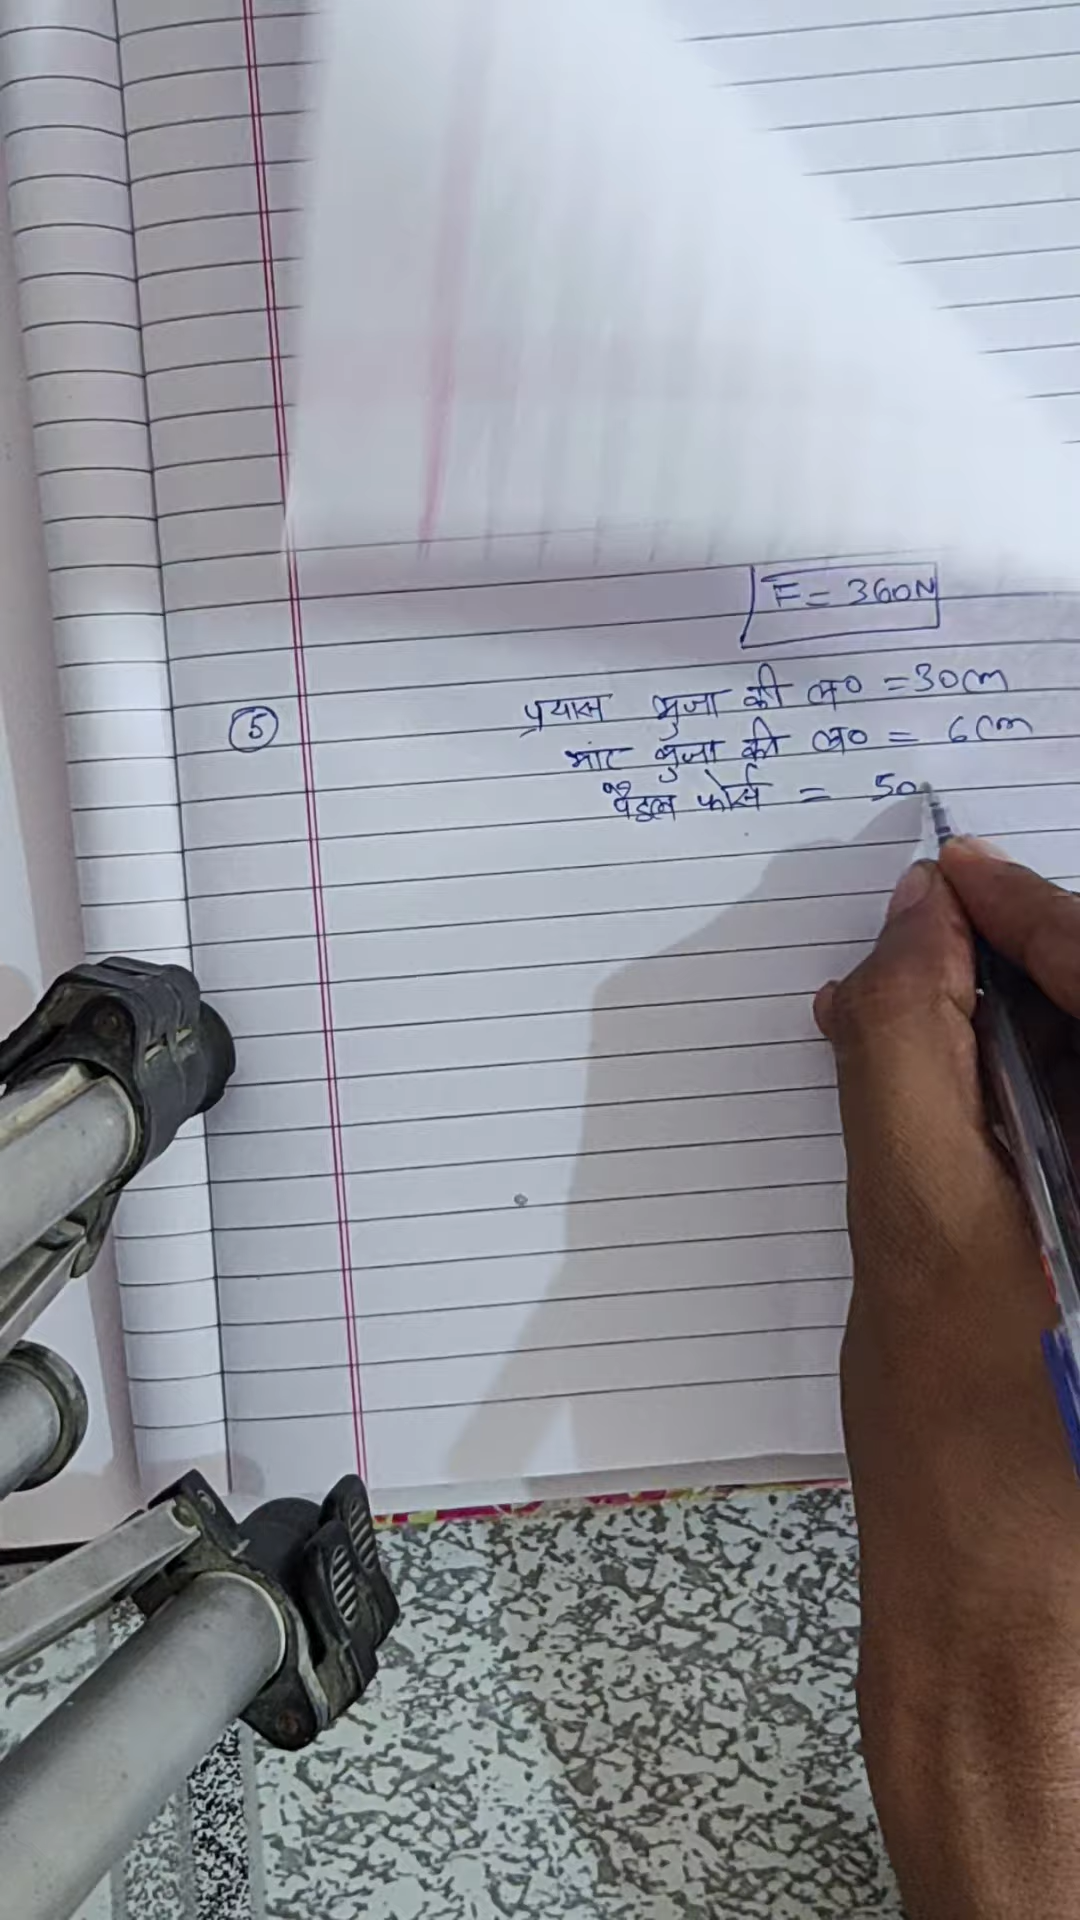 F = 360N
⑤ प्रयास भुजा की ल० = 30cm
भार भुजा की ल० = 6cm
पैडल फोर्स = 50